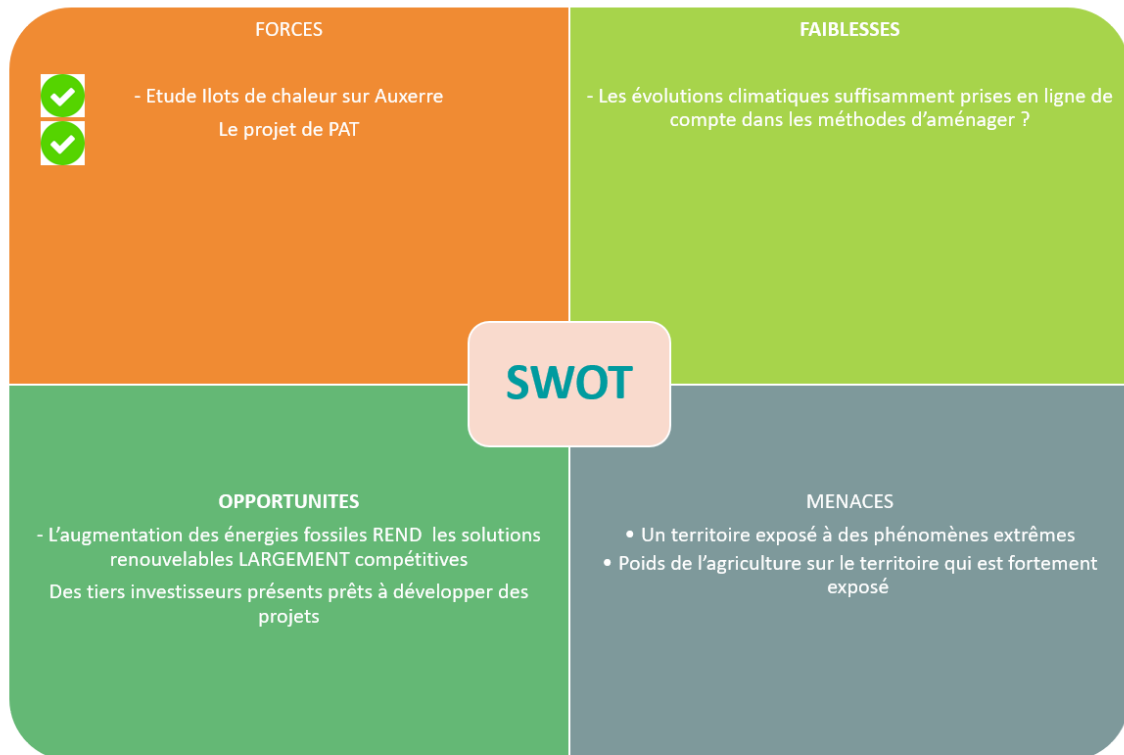 FORCES
- Etude Ilots de chaleur sur Auxerre
Le projet de PAT
FAIBLESSES
- Les évolutions climatiques suffisamment prises en ligne de
compte dans les méthodes d’aménager ?
SWOT
OPPORTUNITES
- L’augmentation des énergies fossiles REND les solutions
renouvelables LARGEMENT compétitives
Des tiers investisseurs présents prêts à développer des
projets
MENACES
• Un territoire exposé à des phénomènes extrêmes
• Poids de l’agriculture sur le territoire qui est fortement
exposé